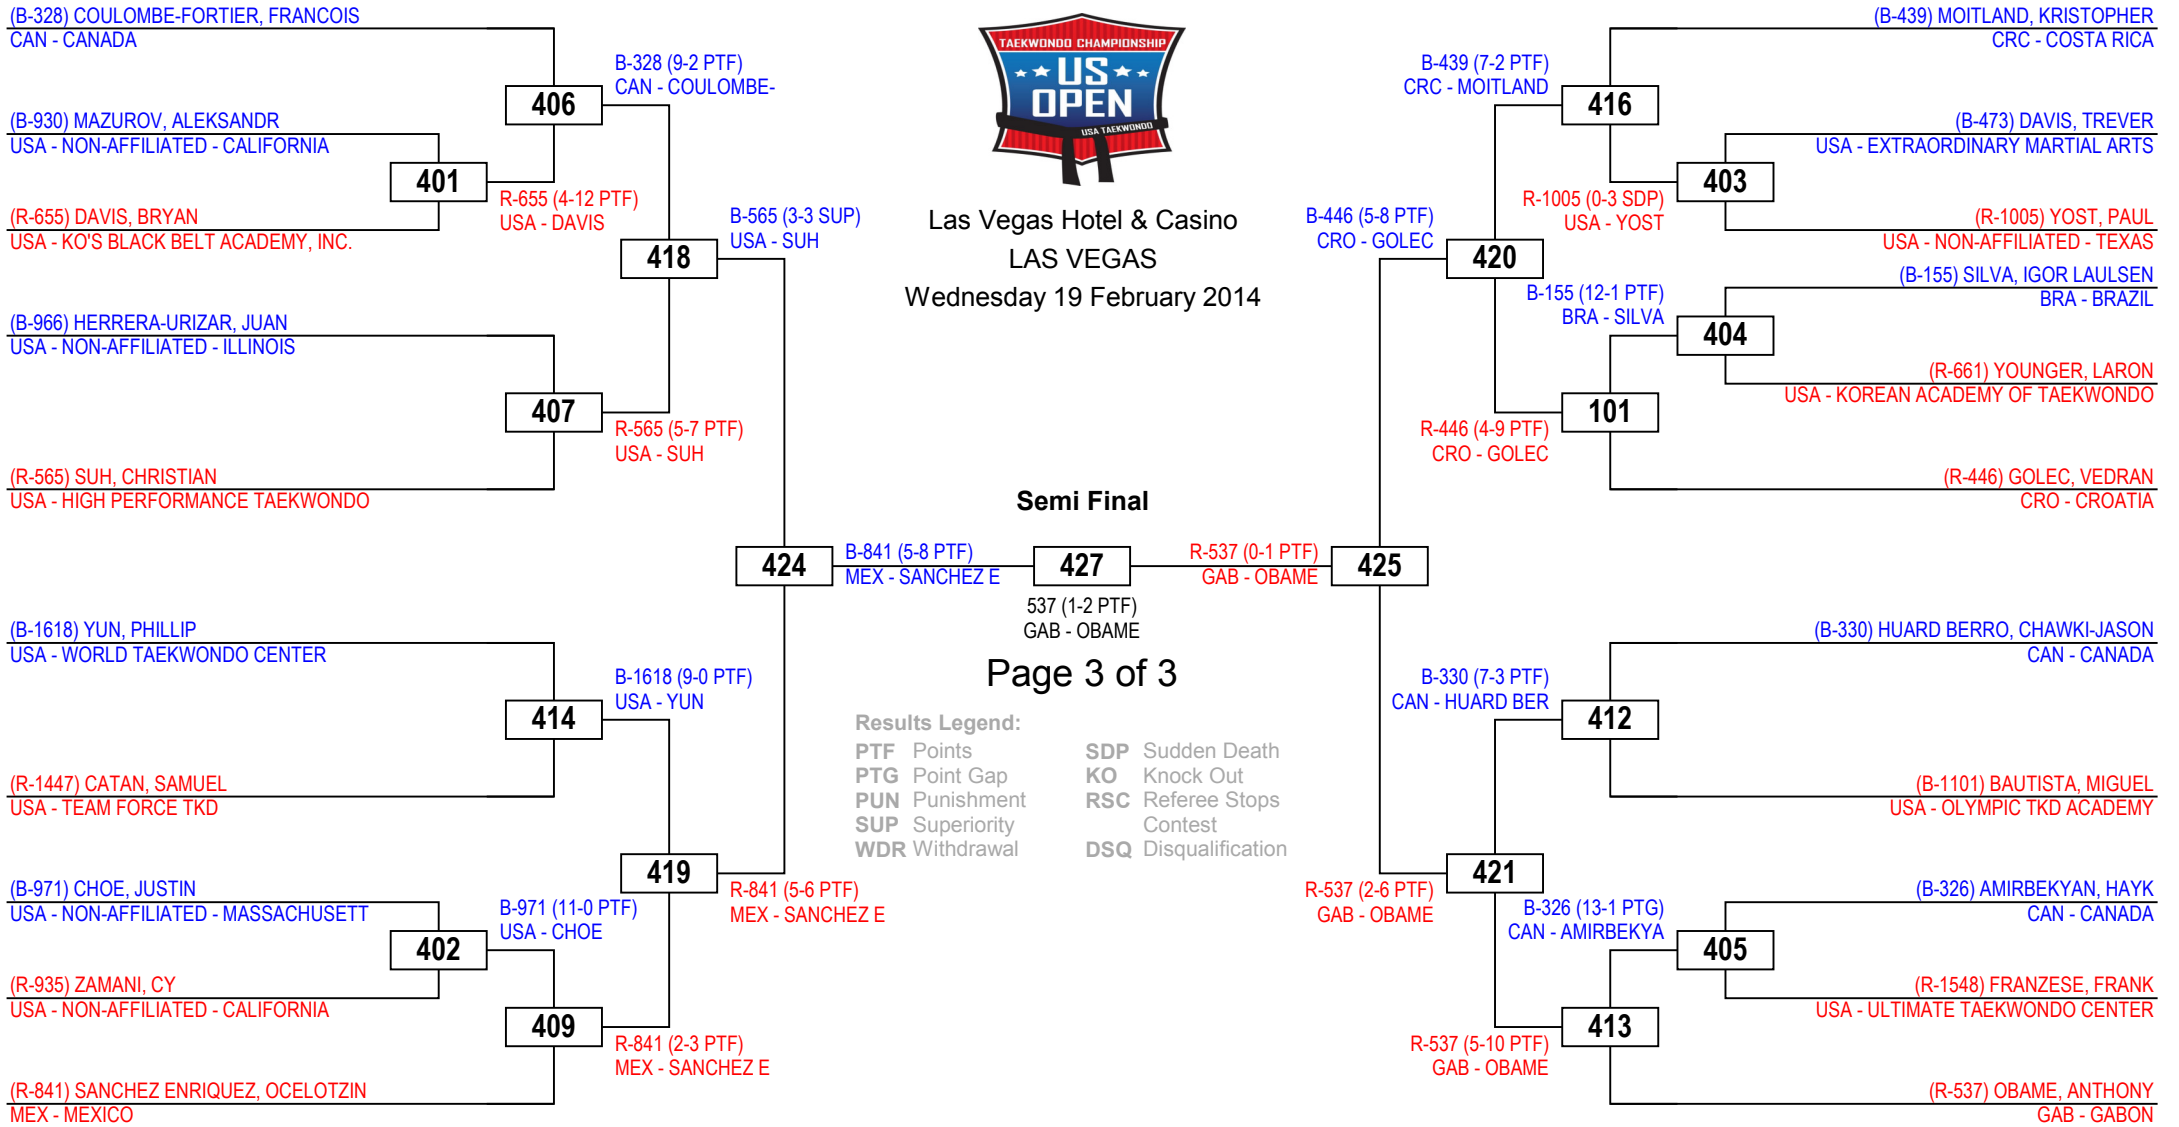 (B-328) COULOMBE-FORTIER, FRANCOIS
CAN - CANADA
(B-930) MAZUROV, ALEKSANDR
USA - NON-AFFILIATED - CALIFORNIA
(R-655) DAVIS, BRYAN
USA - KO'S BLACK BELT ACADEMY, INC.
(B-966) HERRERA-URIZAR, JUAN
USA - NON-AFFILIATED - ILLINOIS
(R-565) SUH, CHRISTIAN
USA - HIGH PERFORMANCE TAEKWONDO
(B-1618) YUN, PHILLIP
USA - WORLD TAEKWONDO CENTER
(R-1447) CATAN, SAMUEL
USA - TEAM FORCE TKD
(B-971) CHOE, JUSTIN
USA - NON-AFFILIATED - MASSACHUSETT
(R-935) ZAMANI, CY
USA - NON-AFFILIATED - CALIFORNIA
(R-841) SANCHEZ ENRIQUEZ, OCELOTZIN
MEX - MEXICO
401
R-655 (4-12 PTF)
USA - DAVIS
402
B-971 (11-0 PTF)
USA - CHOE
406
B-328 (9-2 PTF)
CAN - COULOMBE-
407
R-565 (5-7 PTF)
USA - SUH
414
B-1618 (9-0 PTF)
USA - YUN
409
R-841 (2-3 PTF)
MEX - SANCHEZ E
418
B-565 (3-3 SUP)
USA - SUH
419
R-841 (5-6 PTF)
MEX - SANCHEZ E
424
B-841 (5-8 PTF)
MEX - SANCHEZ E
TAEKWONDO CHAMPIONSHIP
US
OPEN
USA TAEKWONDO
Las Vegas Hotel & Casino
LAS VEGAS
Wednesday 19 February 2014
Semi Final
427
537 (1-2 PTF)
GAB - OBAME
Page 3 of 3
Results Legend:
PTF Points
PTG Point Gap
PUN Punishment
SUP Superiority
WDR Withdrawal
SDP Sudden Death
KO Knock Out
RSC Referee Stops
Contest
DSQ Disqualification
R-537 (0-1 PTF)
GAB - OBAME
425
B-446 (5-8 PTF)
CRO - GOLEC
420
R-537 (2-6 PTF)
GAB - OBAME
421
B-439 (7-2 PTF)
CRC - MOITLAND
416
R-446 (4-9 PTF)
CRO - GOLEC
101
B-330 (7-3 PTF)
CAN - HUARD BER
412
R-537 (5-10 PTF)
GAB - OBAME
413
R-1005 (0-3 SDP)
USA - YOST
403
B-155 (12-1 PTF)
BRA - SILVA
404
B-326 (13-1 PTG)
CAN - AMIRBEKYA
405
(B-439) MOITLAND, KRISTOPHER
CRC - COSTA RICA
(B-473) DAVIS, TREVER
USA - EXTRAORDINARY MARTIAL ARTS
(R-1005) YOST, PAUL
USA - NON-AFFILIATED - TEXAS
(B-155) SILVA, IGOR LAULSEN
BRA - BRAZIL
(R-661) YOUNGER, LARON
USA - KOREAN ACADEMY OF TAEKWONDO
(R-446) GOLEC, VEDRAN
CRO - CROATIA
(B-330) HUARD BERRO, CHAWKI-JASON
CAN - CANADA
(B-1101) BAUTISTA, MIGUEL
USA - OLYMPIC TKD ACADEMY
(B-326) AMIRBEKYAN, HAYK
CAN - CANADA
(R-1548) FRANZESE, FRANK
USA - ULTIMATE TAEKWONDO CENTER
(R-537) OBAME, ANTHONY
GAB - GABON